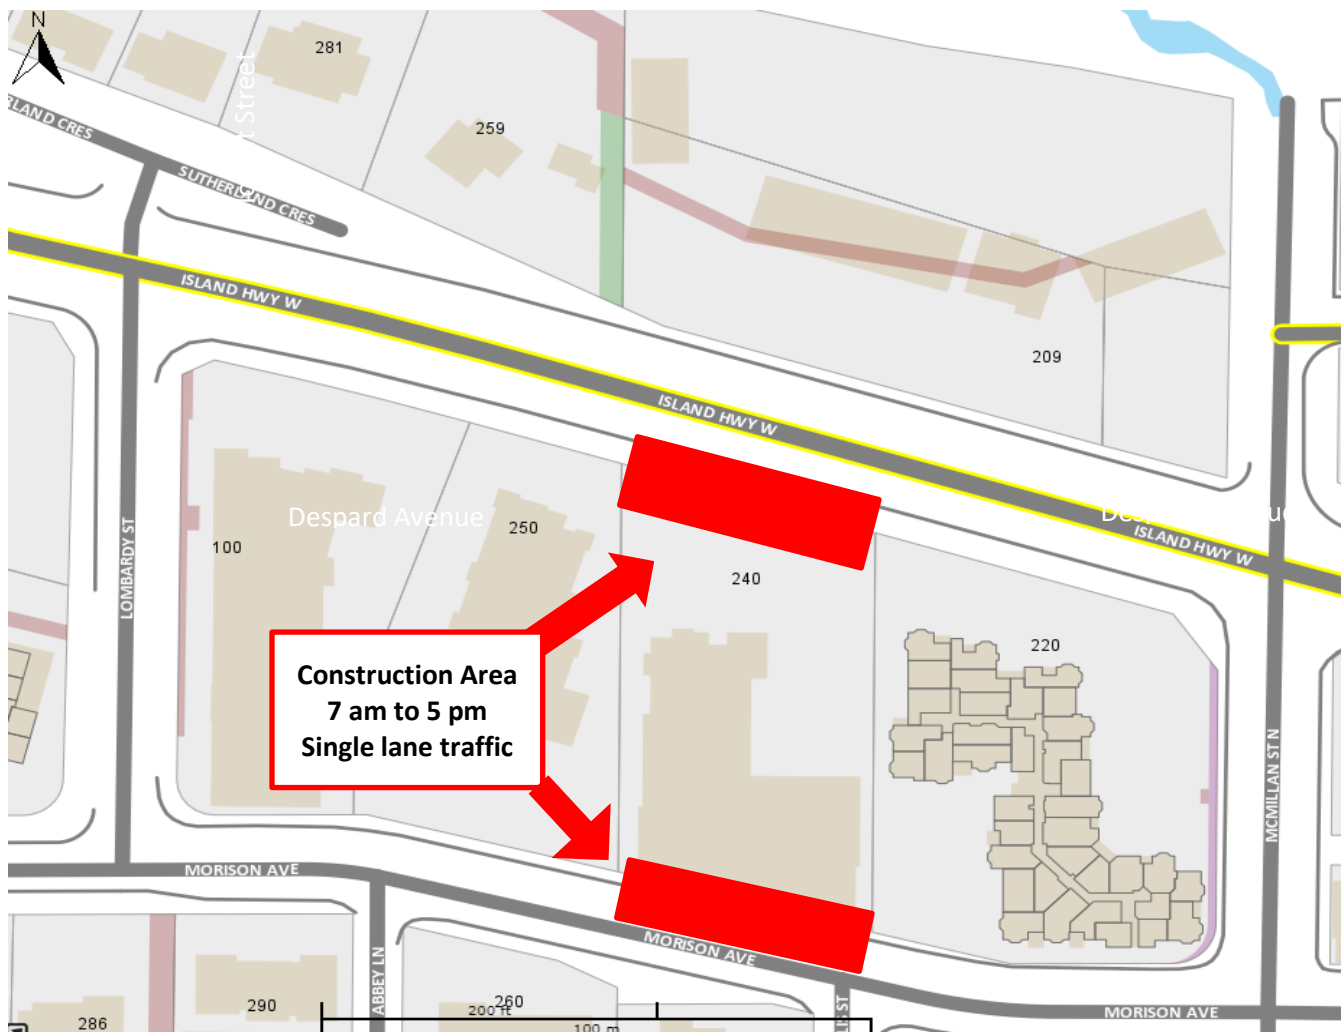 N
281
259
RLAND CRES
SUTHERLAND CRES
t Street
ISLAND HWY W
209
ISLAND HWY W
Despard Avenue
250
100
LOMBARDY ST
240
ISLAND HWY W
220
Construction Area
7 am to 5 pm
Single lane traffic
MCMILLAN ST N
MORISON AVE
MORISON AVE
ABBEY LN
290
260
200 ft
286
100 m
MORISON AVE